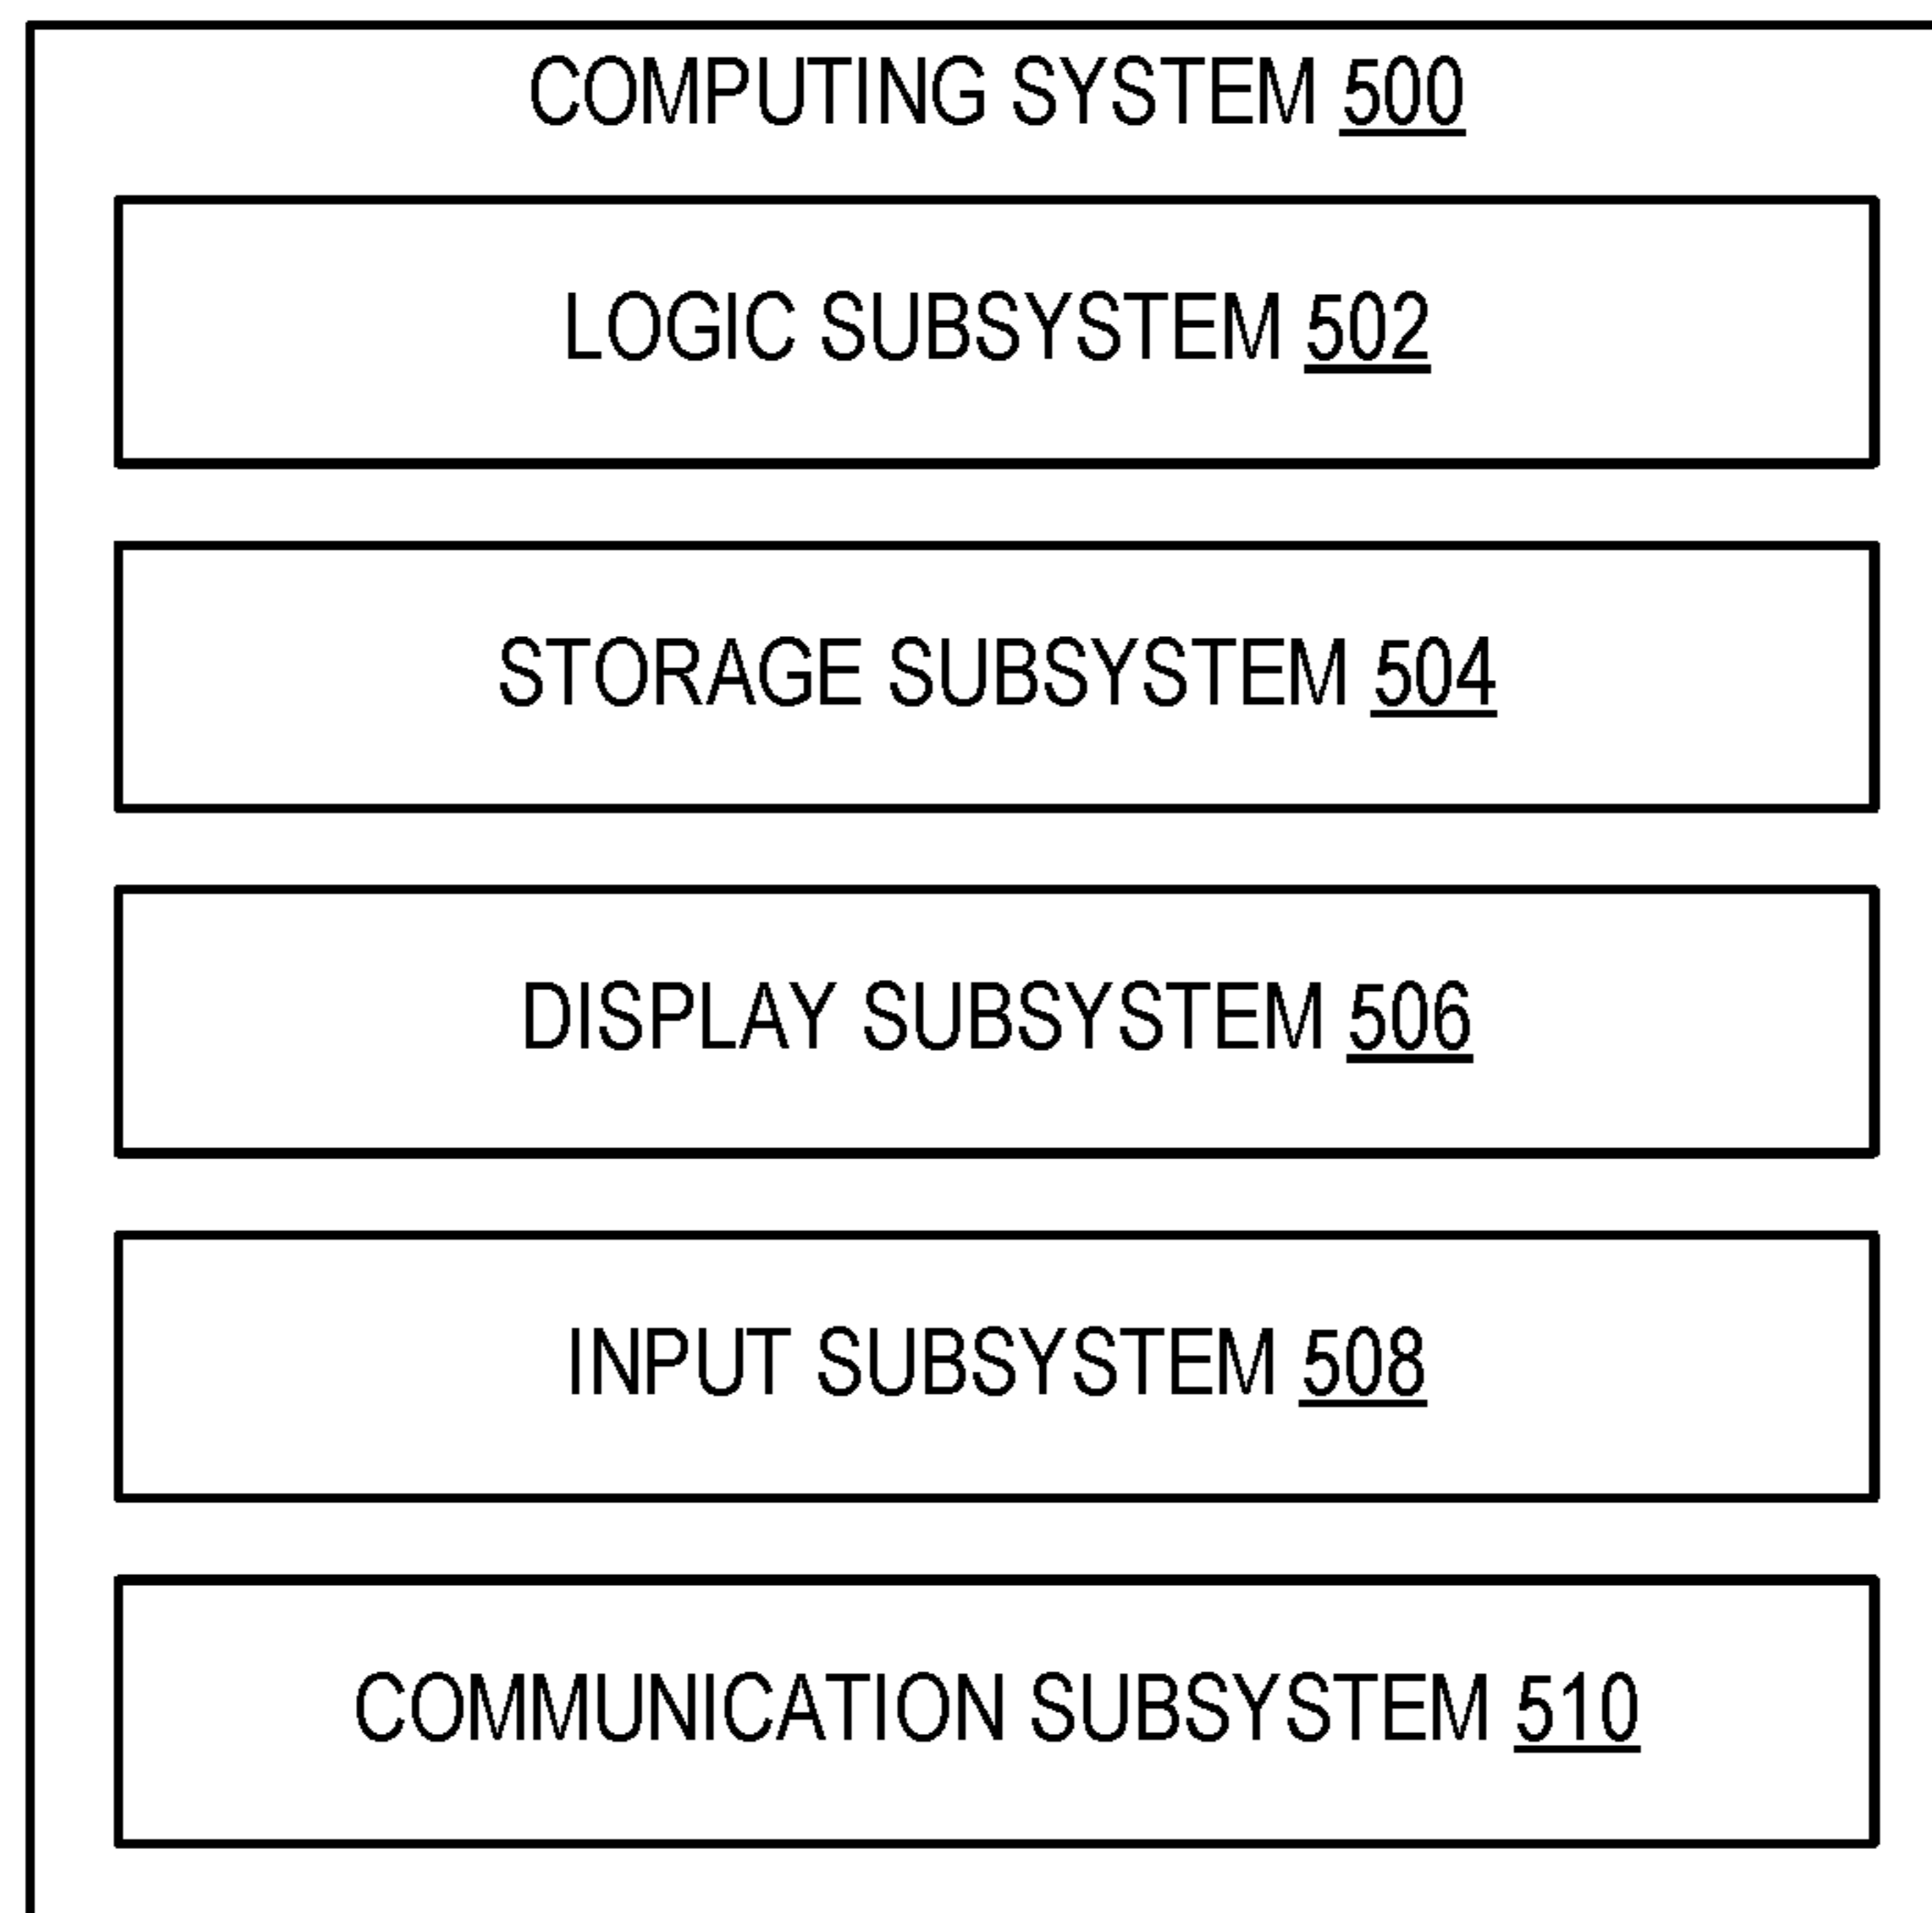 COMPUTING SYSTEM 500
LOGIC SUBSYSTEM 502
STORAGE SUBSYSTEM 504
DISPLAY SUBSYSTEM 506
INPUT SUBSYSTEM 508
COMMUNICATION SUBSYSTEM 510